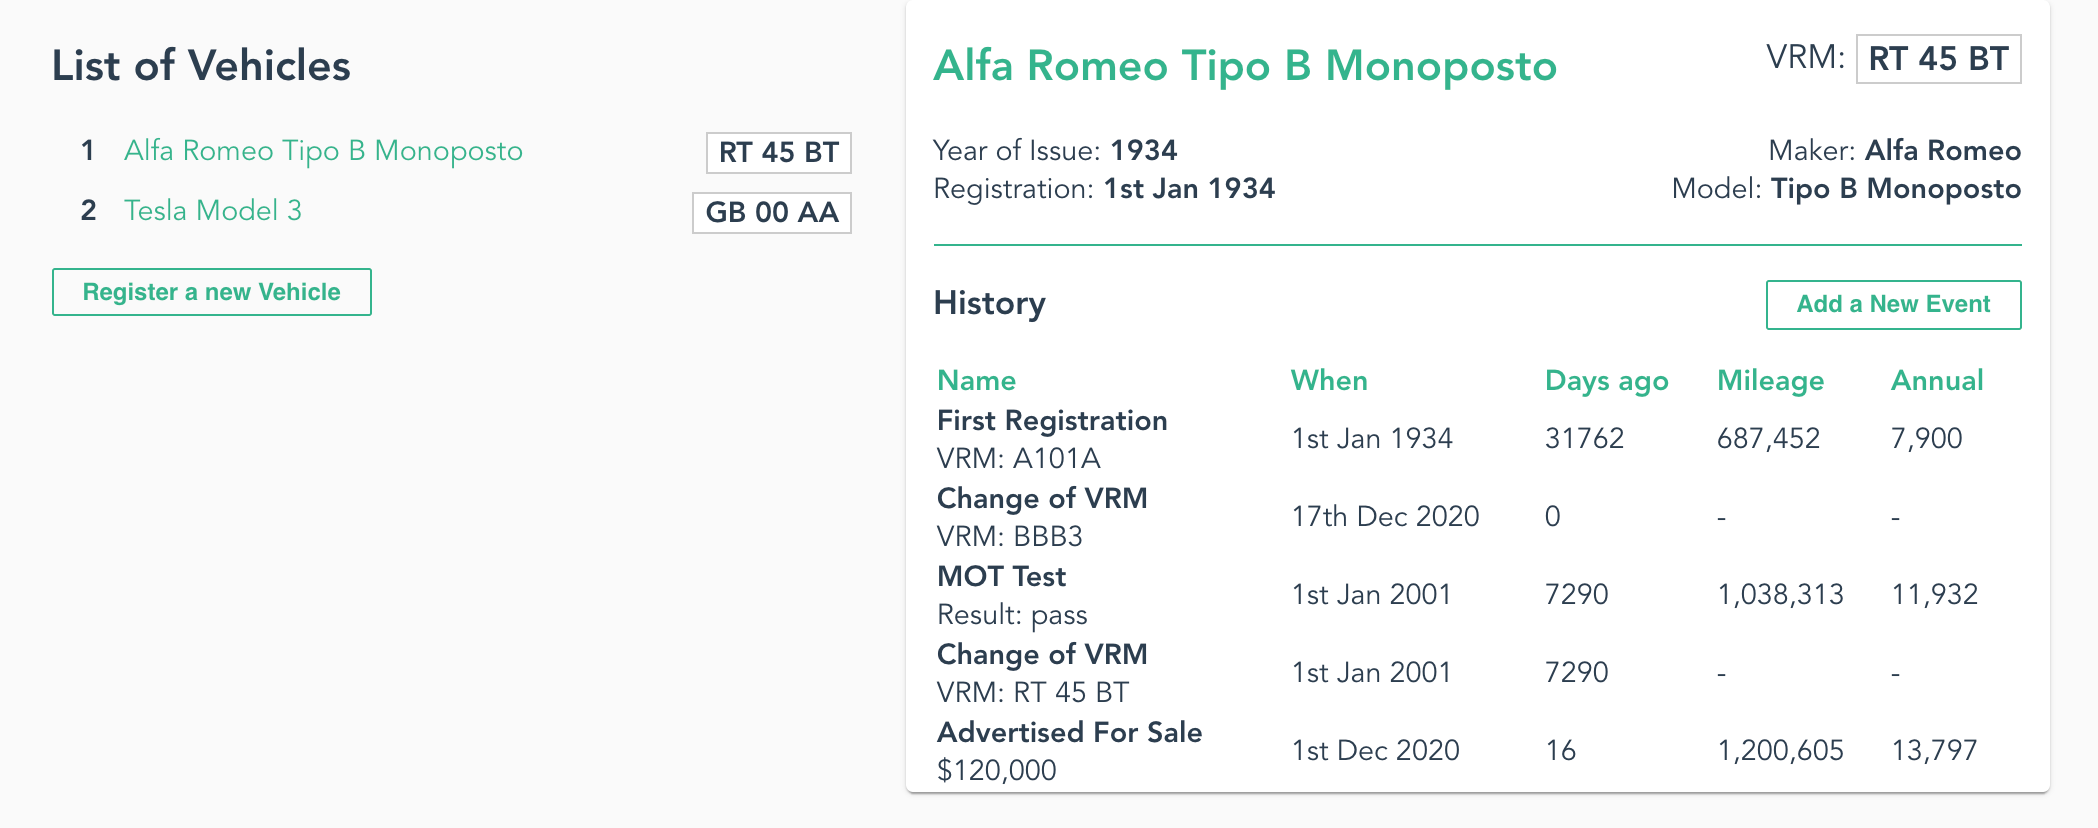 List of Vehicles
1 Alfa Romeo Tipo B Monoposto RT 45 BT
2 Tesla Model 3 GB 00 AA
Register a new Vehicle
Alfa Romeo Tipo B Monoposto VRM: RT 45 BT
Year of Issue: 1934 Maker: Alfa Romeo
Registration: 1st Jan 1934 Model: Tipo B Monoposto
History Add a New Event
Name When Days ago Mileage Annual
First Registration
VRM: A101A 1st Jan 1934 31762 687,452 7,900
Change of VRM
VRM: BBB3 17th Dec 2020 0 - -
MOT Test
Result: pass 1st Jan 2001 7290 1,038,313 11,932
Change of VRM
VRM: RT 45 BT 1st Jan 2001 7290 - -
Advertised For Sale
$120,000 1st Dec 2020 16 1,200,605 13,797